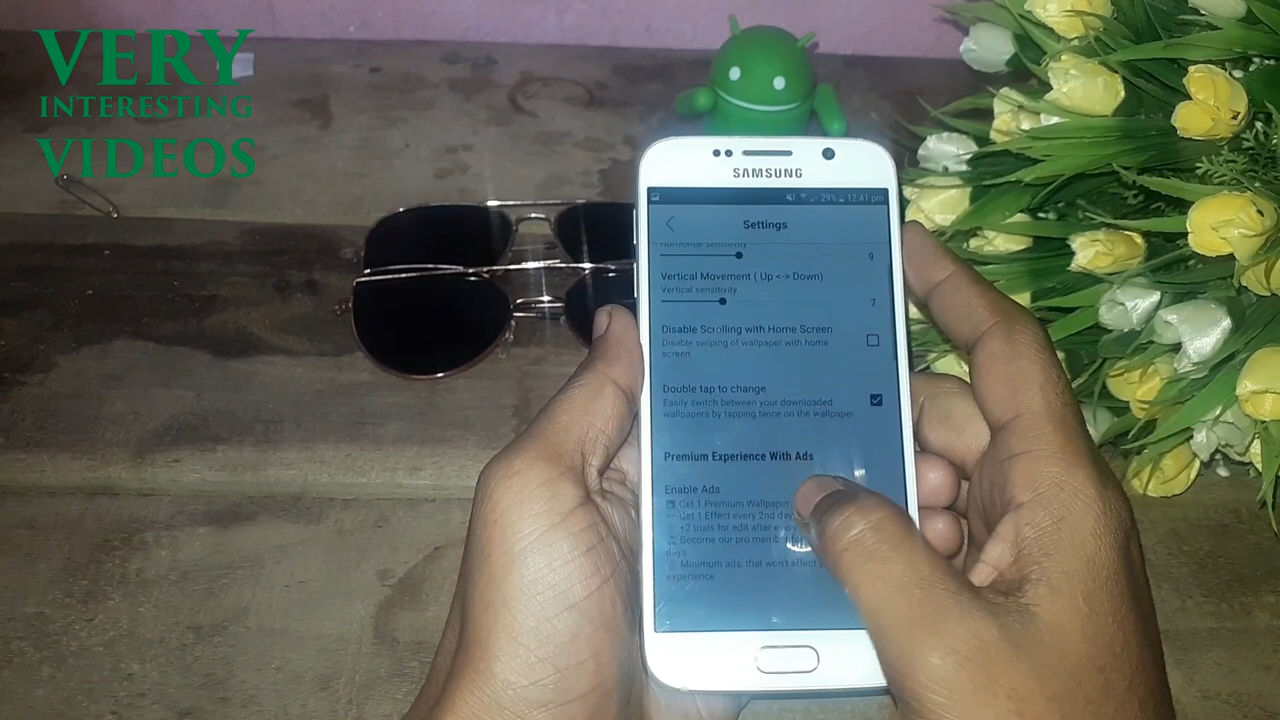 VERY
INTERESTING
VIDEOS
SAMSUNG
29% 12:41 pm
Settings
Horizontal sensitivity
9
Vertical Movement ( Up <-> Down)
Vertical sensitivity
7
Disable Scrolling with Home Screen
Disable swiping of wallpaper with home
screen.
Double tap to change
Easily switch between your downloaded
wallpapers by tapping twice on the wallpaper
Premium Experience With Ads
Enable Ads
Get 1 Premium Wallpaper
Get 1 Effect every 2nd day
+2 trials for edit after every
Become our pro member for
days
Minimum ads, that won't affect
experience